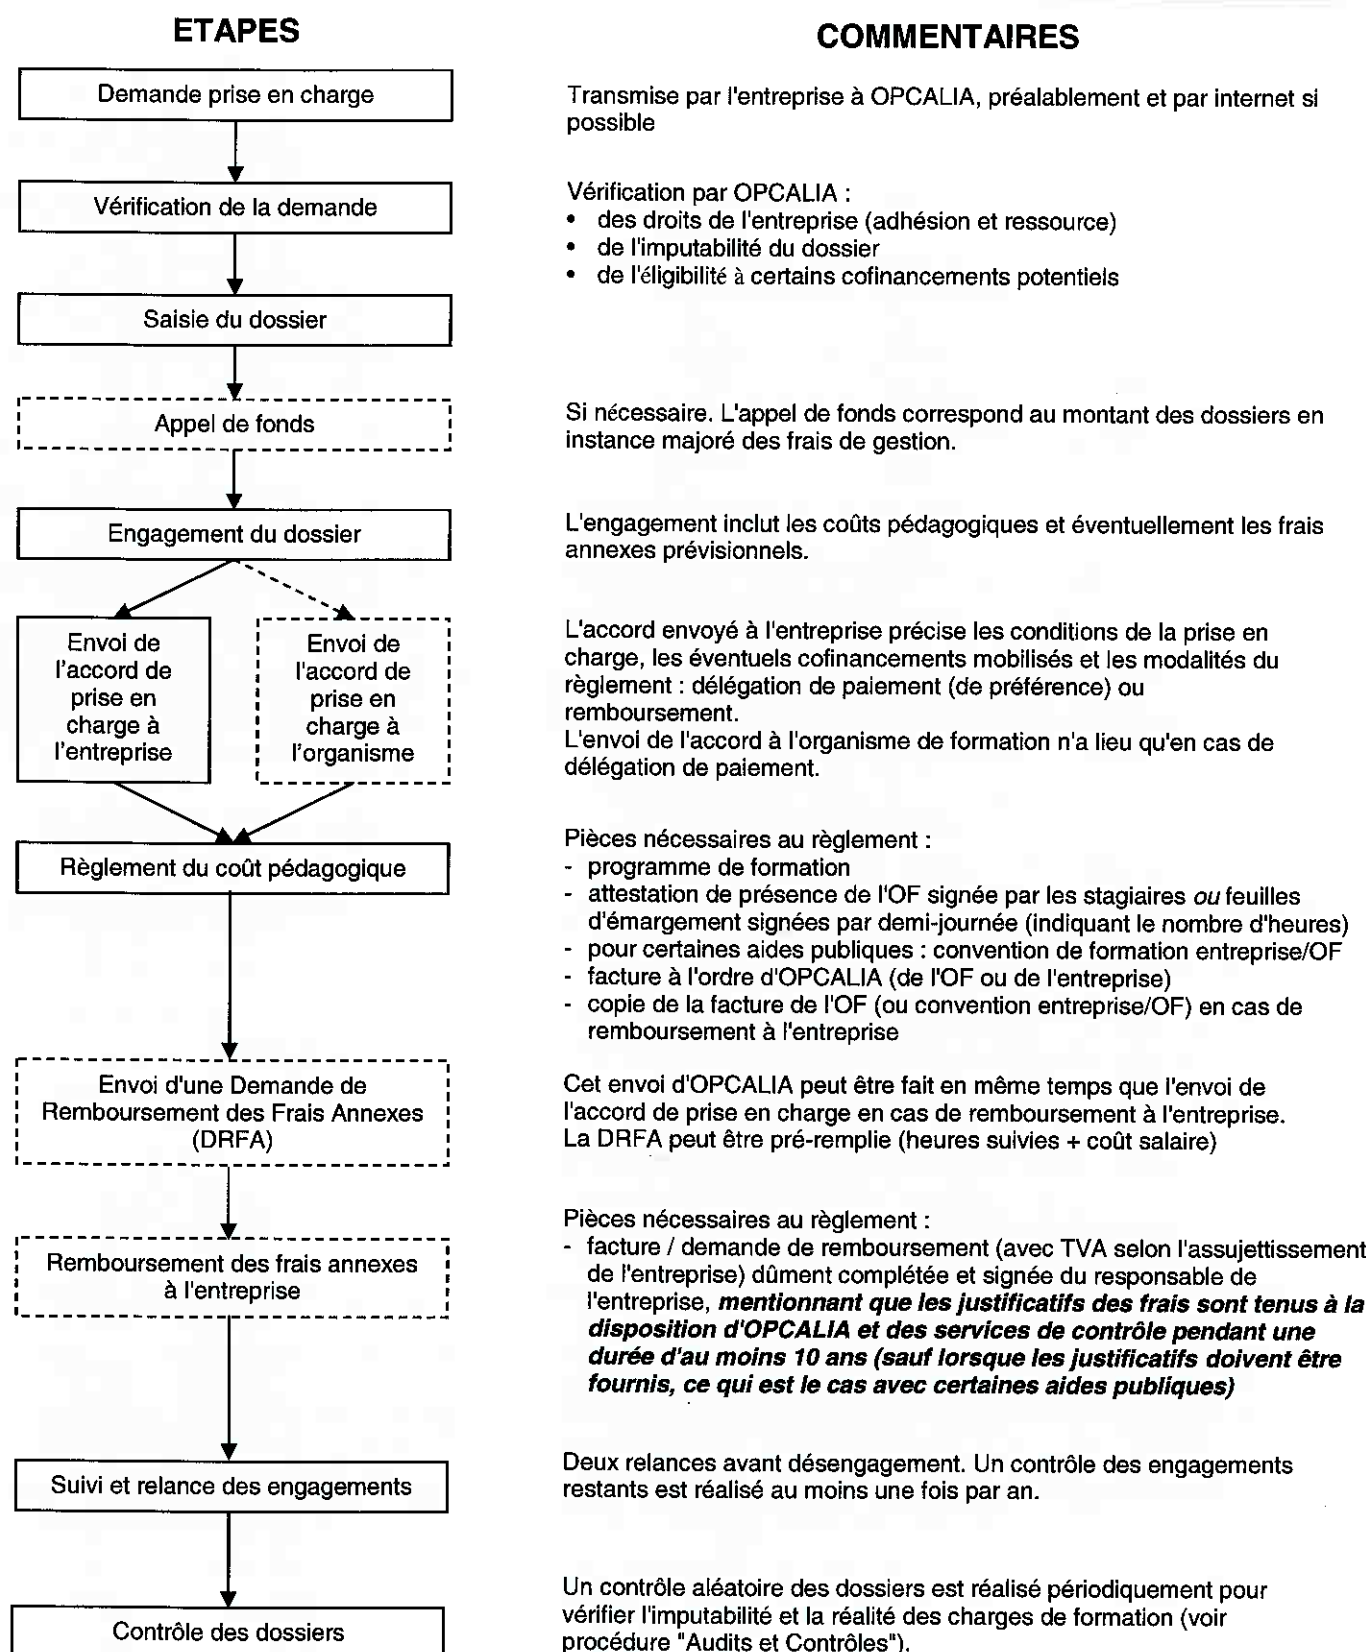 ETAPES
COMMENTAIRES
Demande prise en charge
Transmise par l'entreprise à OPCALIA, préalablement et par internet si
possible
Vérification de la demande
Vérification par OPCALIA :
• des droits de l'entreprise (adhésion et ressource)
• de l'imputabilité du dossier
• de l'éligibilité à certains cofinancements potentiels
Saisie du dossier
Appel de fonds
Si nécessaire. L'appel de fonds correspond au montant des dossiers en
instance majoré des frais de gestion.
Engagement du dossier
L'engagement inclut les coûts pédagogiques et éventuellement les frais
annexes prévisionnels.
Envoi de
l'accord de
prise en
charge à
l'entreprise
Envoi de
l'accord de
prise en
charge à
l'organisme
L'accord envoyé à l'entreprise précise les conditions de la prise en
charge, les éventuels cofinancements mobilisés et les modalités du
règlement : délégation de paiement (de préférence) ou
remboursement.
L'envoi de l'accord à l'organisme de formation n'a lieu qu'en cas de
délégation de paiement.
Règlement du coût pédagogique
Pièces nécessaires au règlement :
- programme de formation
- attestation de présence de l'OF signée par les stagiaires ou feuilles
d'émargement signées par demi-journée (indiquant le nombre d'heures)
- pour certaines aides publiques : convention de formation entreprise/OF
- facture à l'ordre d'OPCALIA (de l'OF ou de l'entreprise)
- copie de la facture de l'OF (ou convention entreprise/OF) en cas de
remboursement à l'entreprise
Envoi d'une Demande de
Remboursement des Frais Annexes
(DRFA)
Cet envoi d'OPCALIA peut être fait en même temps que l'envoi de
l'accord de prise en charge en cas de remboursement à l'entreprise.
La DRFA peut être pré-remplie (heures suivies + coût salaire)
Remboursement des frais annexes
à l'entreprise
Pièces nécessaires au règlement :
- facture / demande de remboursement (avec TVA selon l'assujettissement
de l'entreprise) dûment complétée et signée du responsable de
l'entreprise, mentionnant que les justificatifs des frais sont tenus à la
disposition d'OPCALIA et des services de contrôle pendant une
durée d'au moins 10 ans (sauf lorsque les justificatifs doivent être
fournis, ce qui est le cas avec certaines aides publiques)
Suivi et relance des engagements
Deux relances avant désengagement. Un contrôle des engagements
restants est réalisé au moins une fois par an.
Contrôle des dossiers
Un contrôle aléatoire des dossiers est réalisé périodiquement pour
vérifier l'imputabilité et la réalité des charges de formation (voir
procédure "Audits et Contrôles").